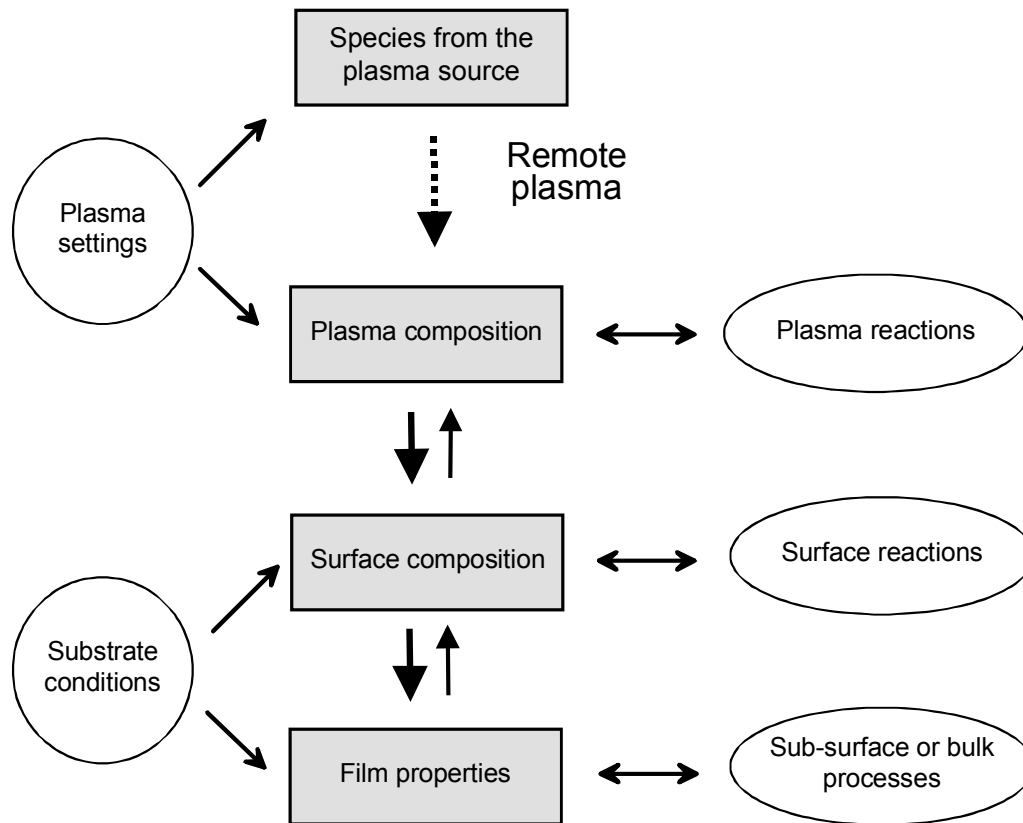 Species from the
plasma source
Remote
plasma
Plasma
settings
Plasma composition
Plasma reactions
Surface composition
Surface reactions
Substrate
conditions
Film properties
Sub-surface or bulk
processes